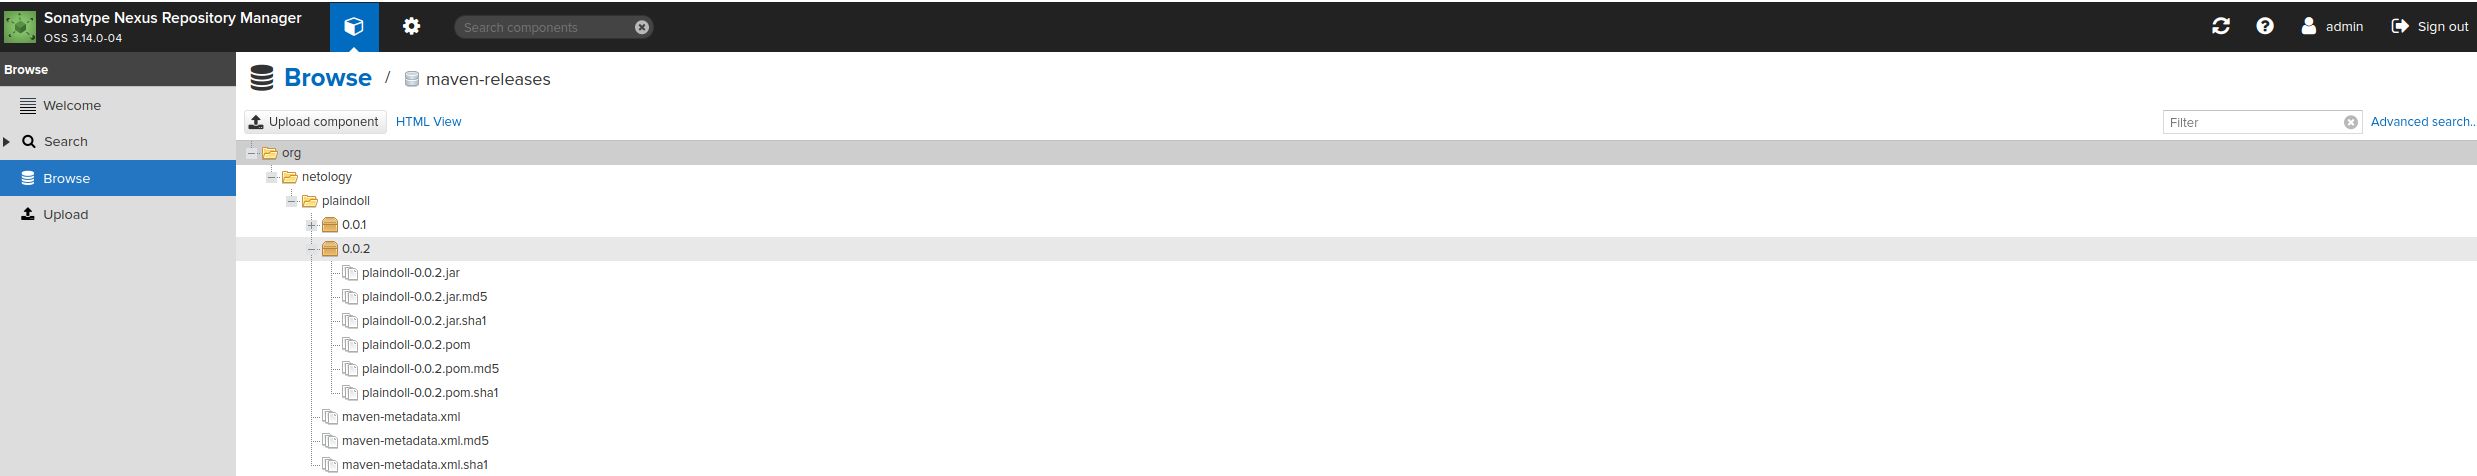 Sonatype Nexus Repository Manager
OSS 3.14.0-04
Search components
admin
Sign out
Browse
Welcome
Search
Browse
Upload
Browse / maven-releases
Upload component
HTML View
Filter
Advanced search...
org
netology
plaindoll
0.0.1
0.0.2
plaindoll-0.0.2.jar
plaindoll-0.0.2.jar.md5
plaindoll-0.0.2.jar.sha1
plaindoll-0.0.2.pom
plaindoll-0.0.2.pom.md5
plaindoll-0.0.2.pom.sha1
maven-metadata.xml
maven-metadata.xml.md5
maven-metadata.xml.sha1